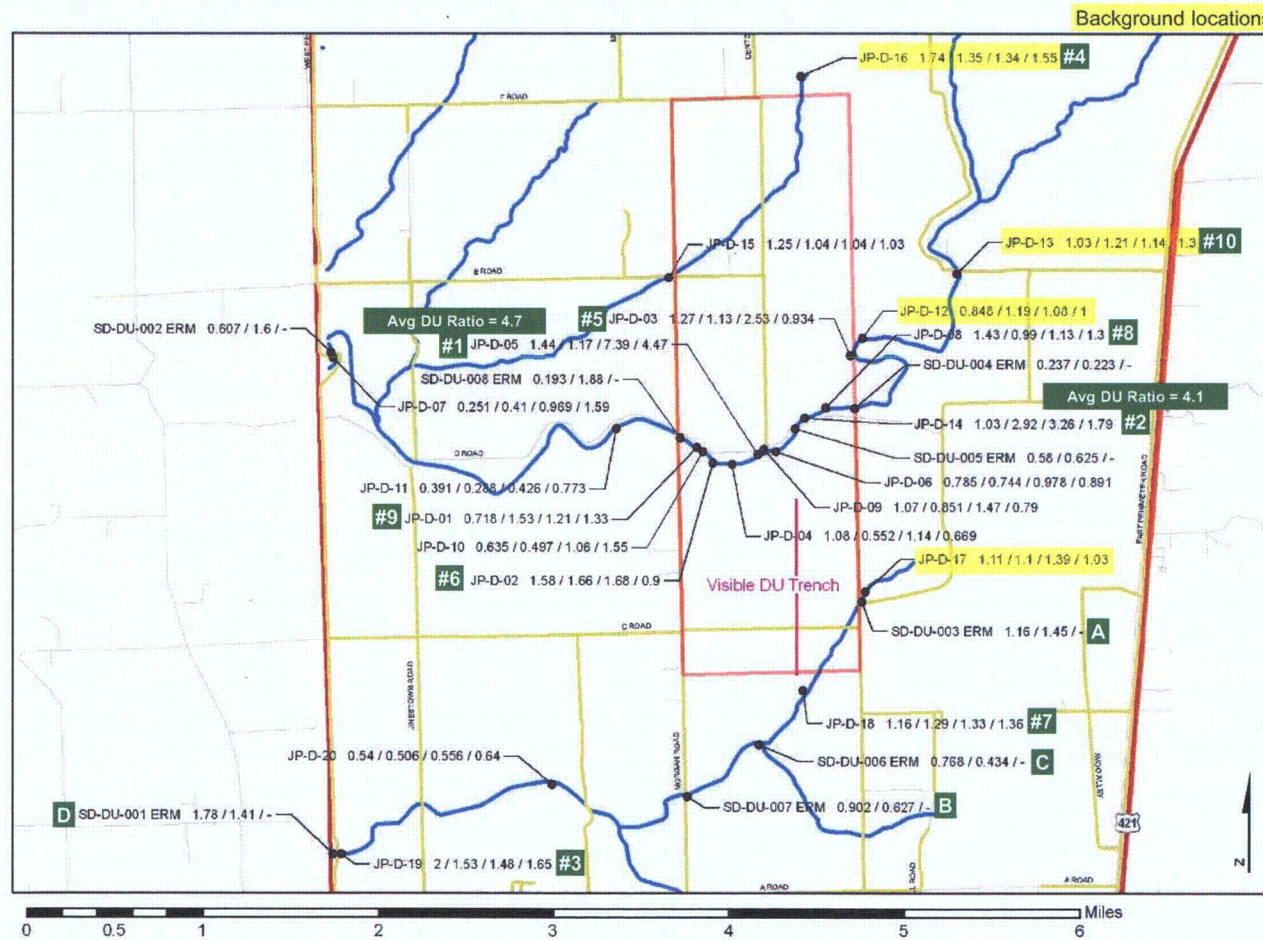 Background locations
JP-D-16 1.74 / 1.35 / 1.34 / 1.55 #4
F ROAD
JP-D-15 1.25 / 1.04 / 1.04 / 1.03
JP-D-13 1.03 / 1.21 / 1.14 / 1.3 #10
E ROAD
Avg DU Ratio = 4.7
#5 JP-D-03 1.27 / 1.13 / 2.53 / 0.934
JP-D-12 0.848 / 1.19 / 1.08 / 1
SD-DU-002 ERM 0.607 / 1.6 / -
#1 JP-D-05 1.44 / 1.17 / 7.39 / 4.47
JP-D-08 1.43 / 0.99 / 1.13 / 1.3 #8
SD-DU-008 ERM 0.193 / 1.88 / -
SD-DU-004 ERM 0.237 / 0.223 / -
Avg DU Ratio = 4.1
JP-D-07 0.251 / 0.41 / 0.969 / 1.59
JP-D-14 1.03 / 2.92 / 3.26 / 1.79 #2
D ROAD
SD-DU-005 ERM 0.58 / 0.625 / -
JP-D-11 0.391 / 0.288 / 0.426 / 0.773
JP-D-06 0.785 / 0.744 / 0.978 / 0.891
#9 JP-D-01 0.718 / 1.53 / 1.21 / 1.33
JP-D-09 1.07 / 0.851 / 1.47 / 0.79
JP-D-10 0.635 / 0.497 / 1.06 / 1.55
JP-D-04 1.08 / 0.552 / 1.14 / 0.669
#6 JP-D-02 1.58 / 1.66 / 1.68 / 0.9
JP-D-17 1.11 / 1.1 / 1.39 / 1.03
Visible DU Trench
C ROAD
SD-DU-003 ERM 1.16 / 1.45 / - A
JINESTOWN ROAD
MORGAN ROAD
EAST PERIMETER ROAD
JP-D-18 1.16 / 1.29 / 1.33 / 1.36 #7
JP-D-20 0.54 / 0.506 / 0.556 / 0.64
SD-DU-006 ERM 0.768 / 0.434 / - C
SD-DU-007 ERM 0.902 / 0.627 / - B
D SD-DU-001 ERM 1.78 / 1.41 / -
421
JP-D-19 2 / 1.53 / 1.48 / 1.65 #3
A ROAD
A ROAD
N
Miles
0 0.5 1 2 3 4 5 6